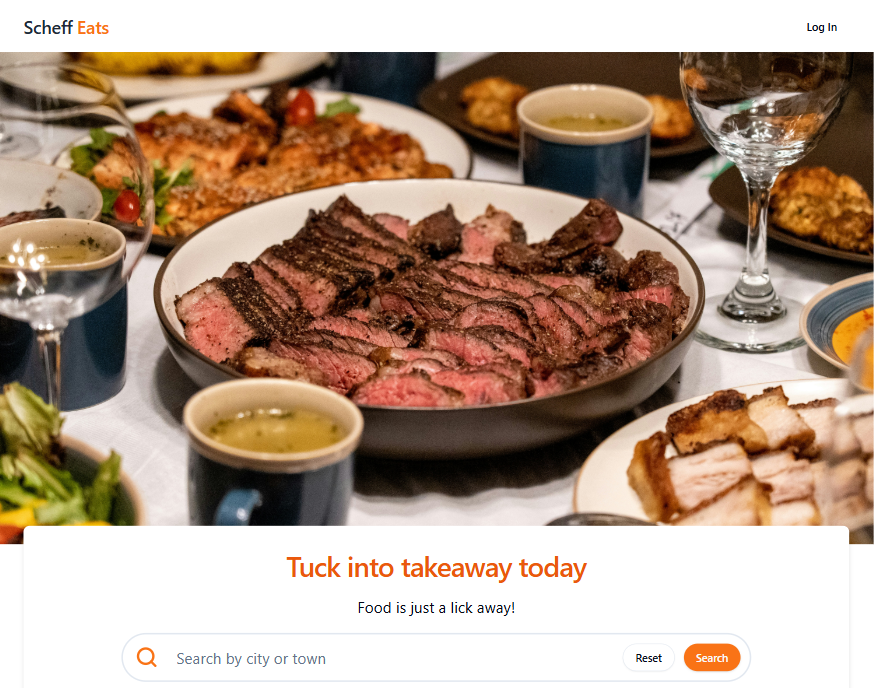 Scheff Eats
Log In
Tuck into takeaway today
Food is just a lick away!
Search by city or town
Reset
Search